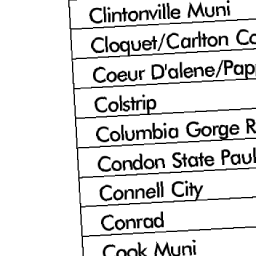 Clintonville Muni
Cloquet/Carlton Co
Coeur D'alene/Papp
Colstrip
Columbia Gorge R
Condon State Paul
Connell City
Conrad
Cook Muni